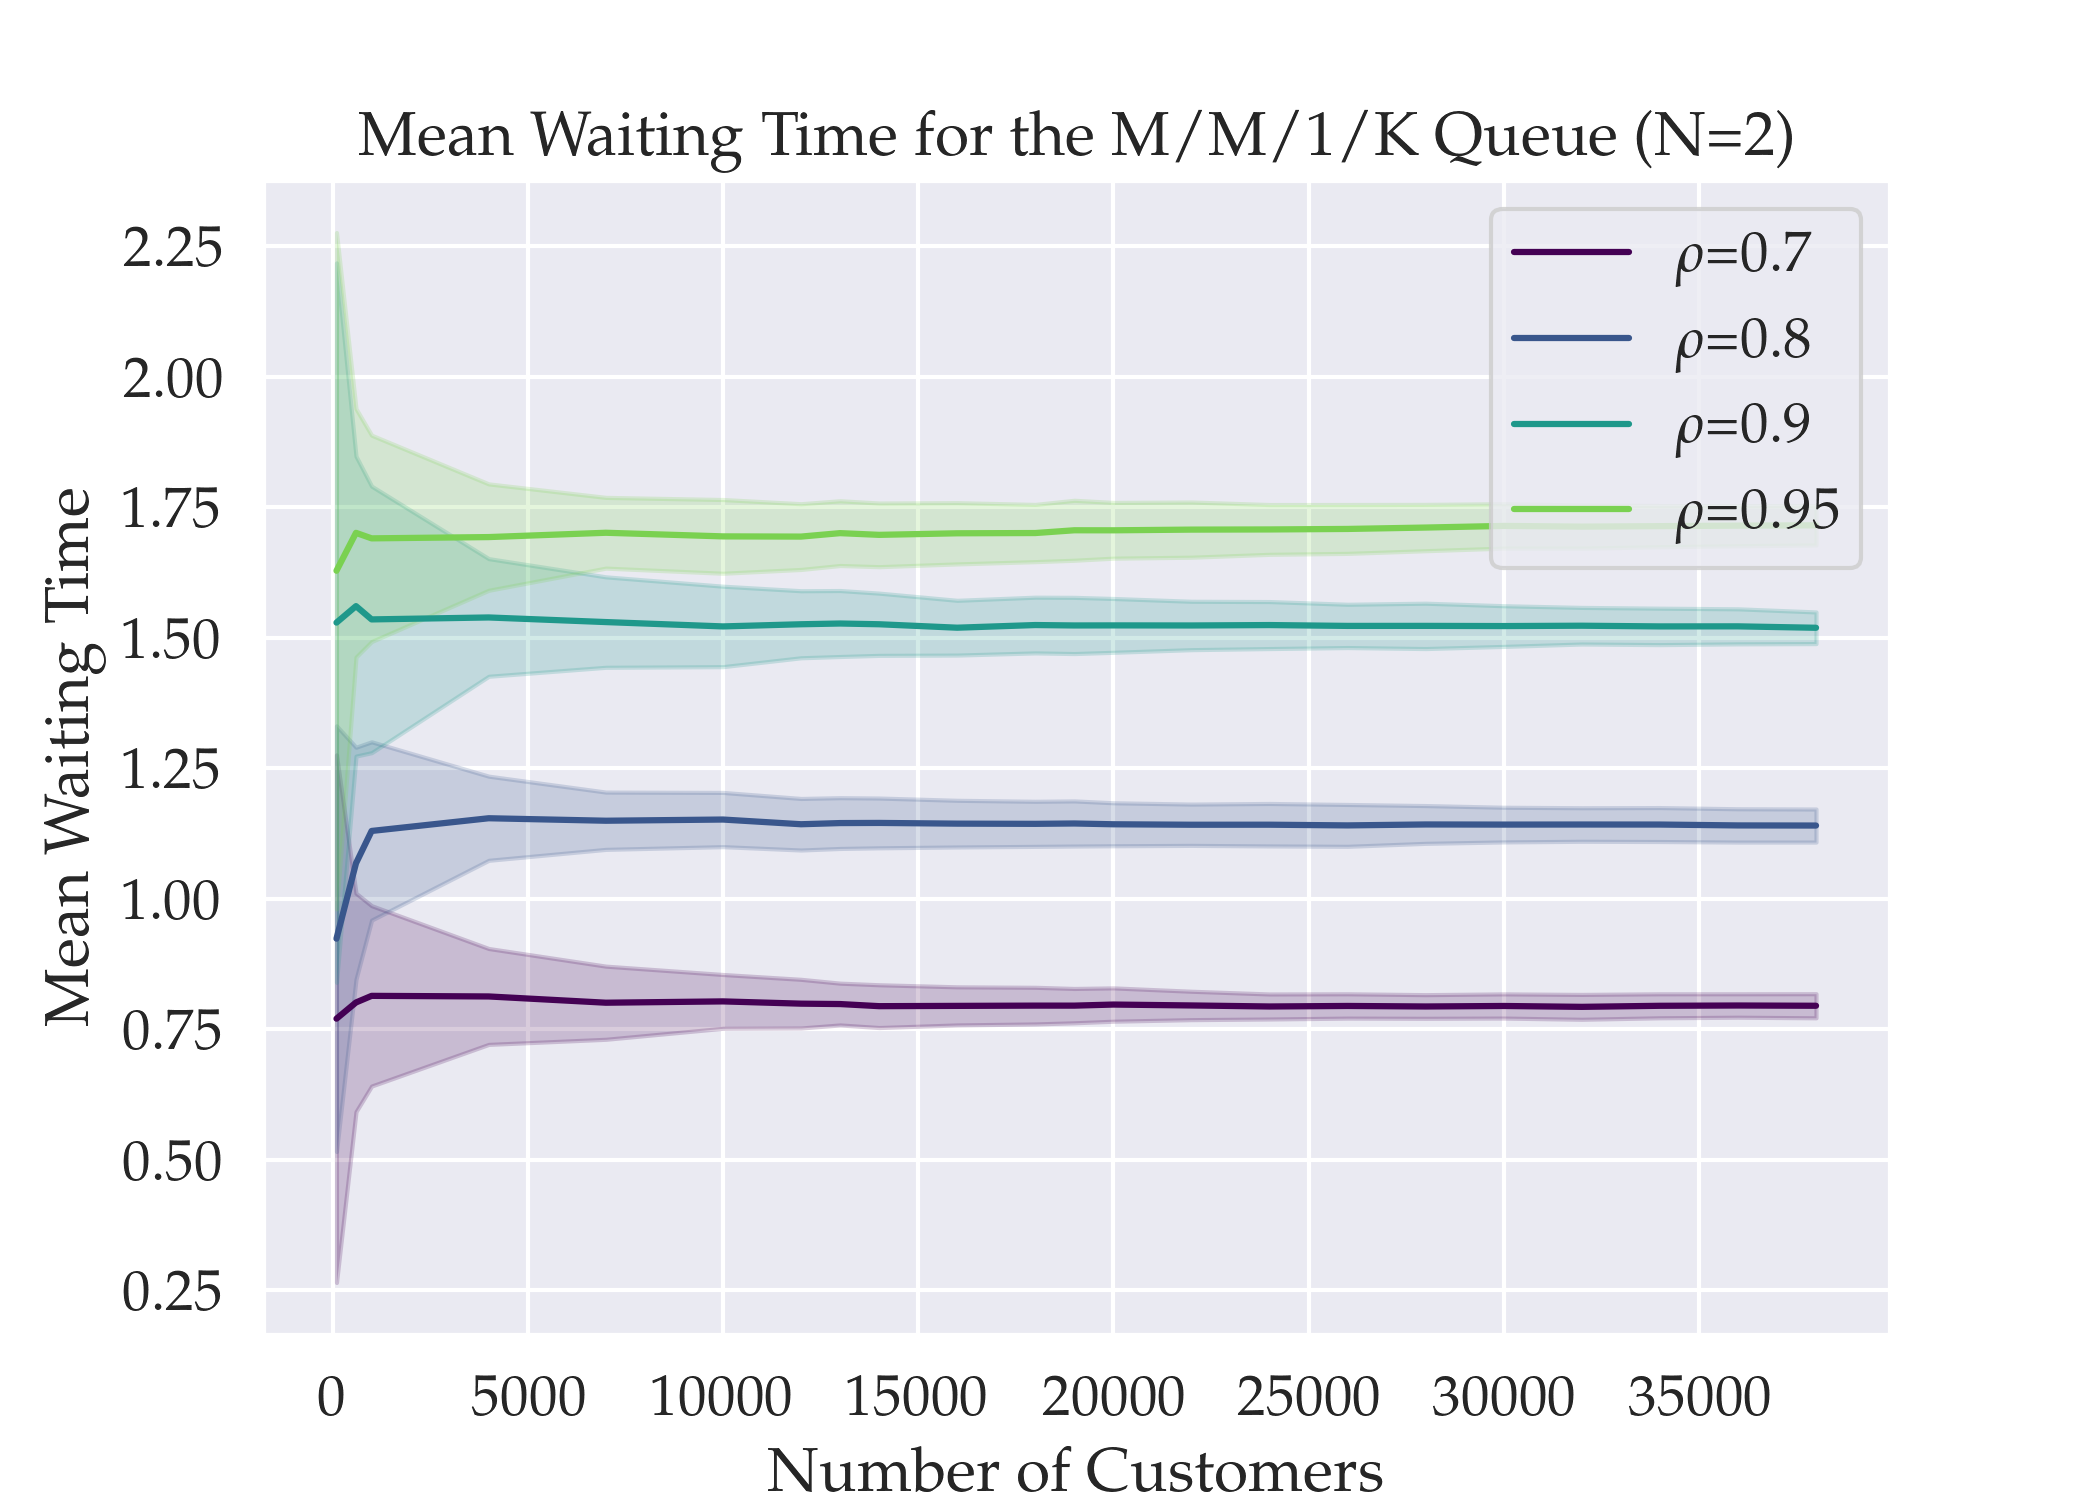 Mean Waiting Time for the M/M/1/K Queue (N=2)
Mean Waiting Time
2.25
2.00
1.75
1.50
1.25
1.00
0.75
0.50
0.25
ρ=0.7
ρ=0.8
ρ=0.9
ρ=0.95
0 5000 10000 15000 20000 25000 30000 35000
Number of Customers